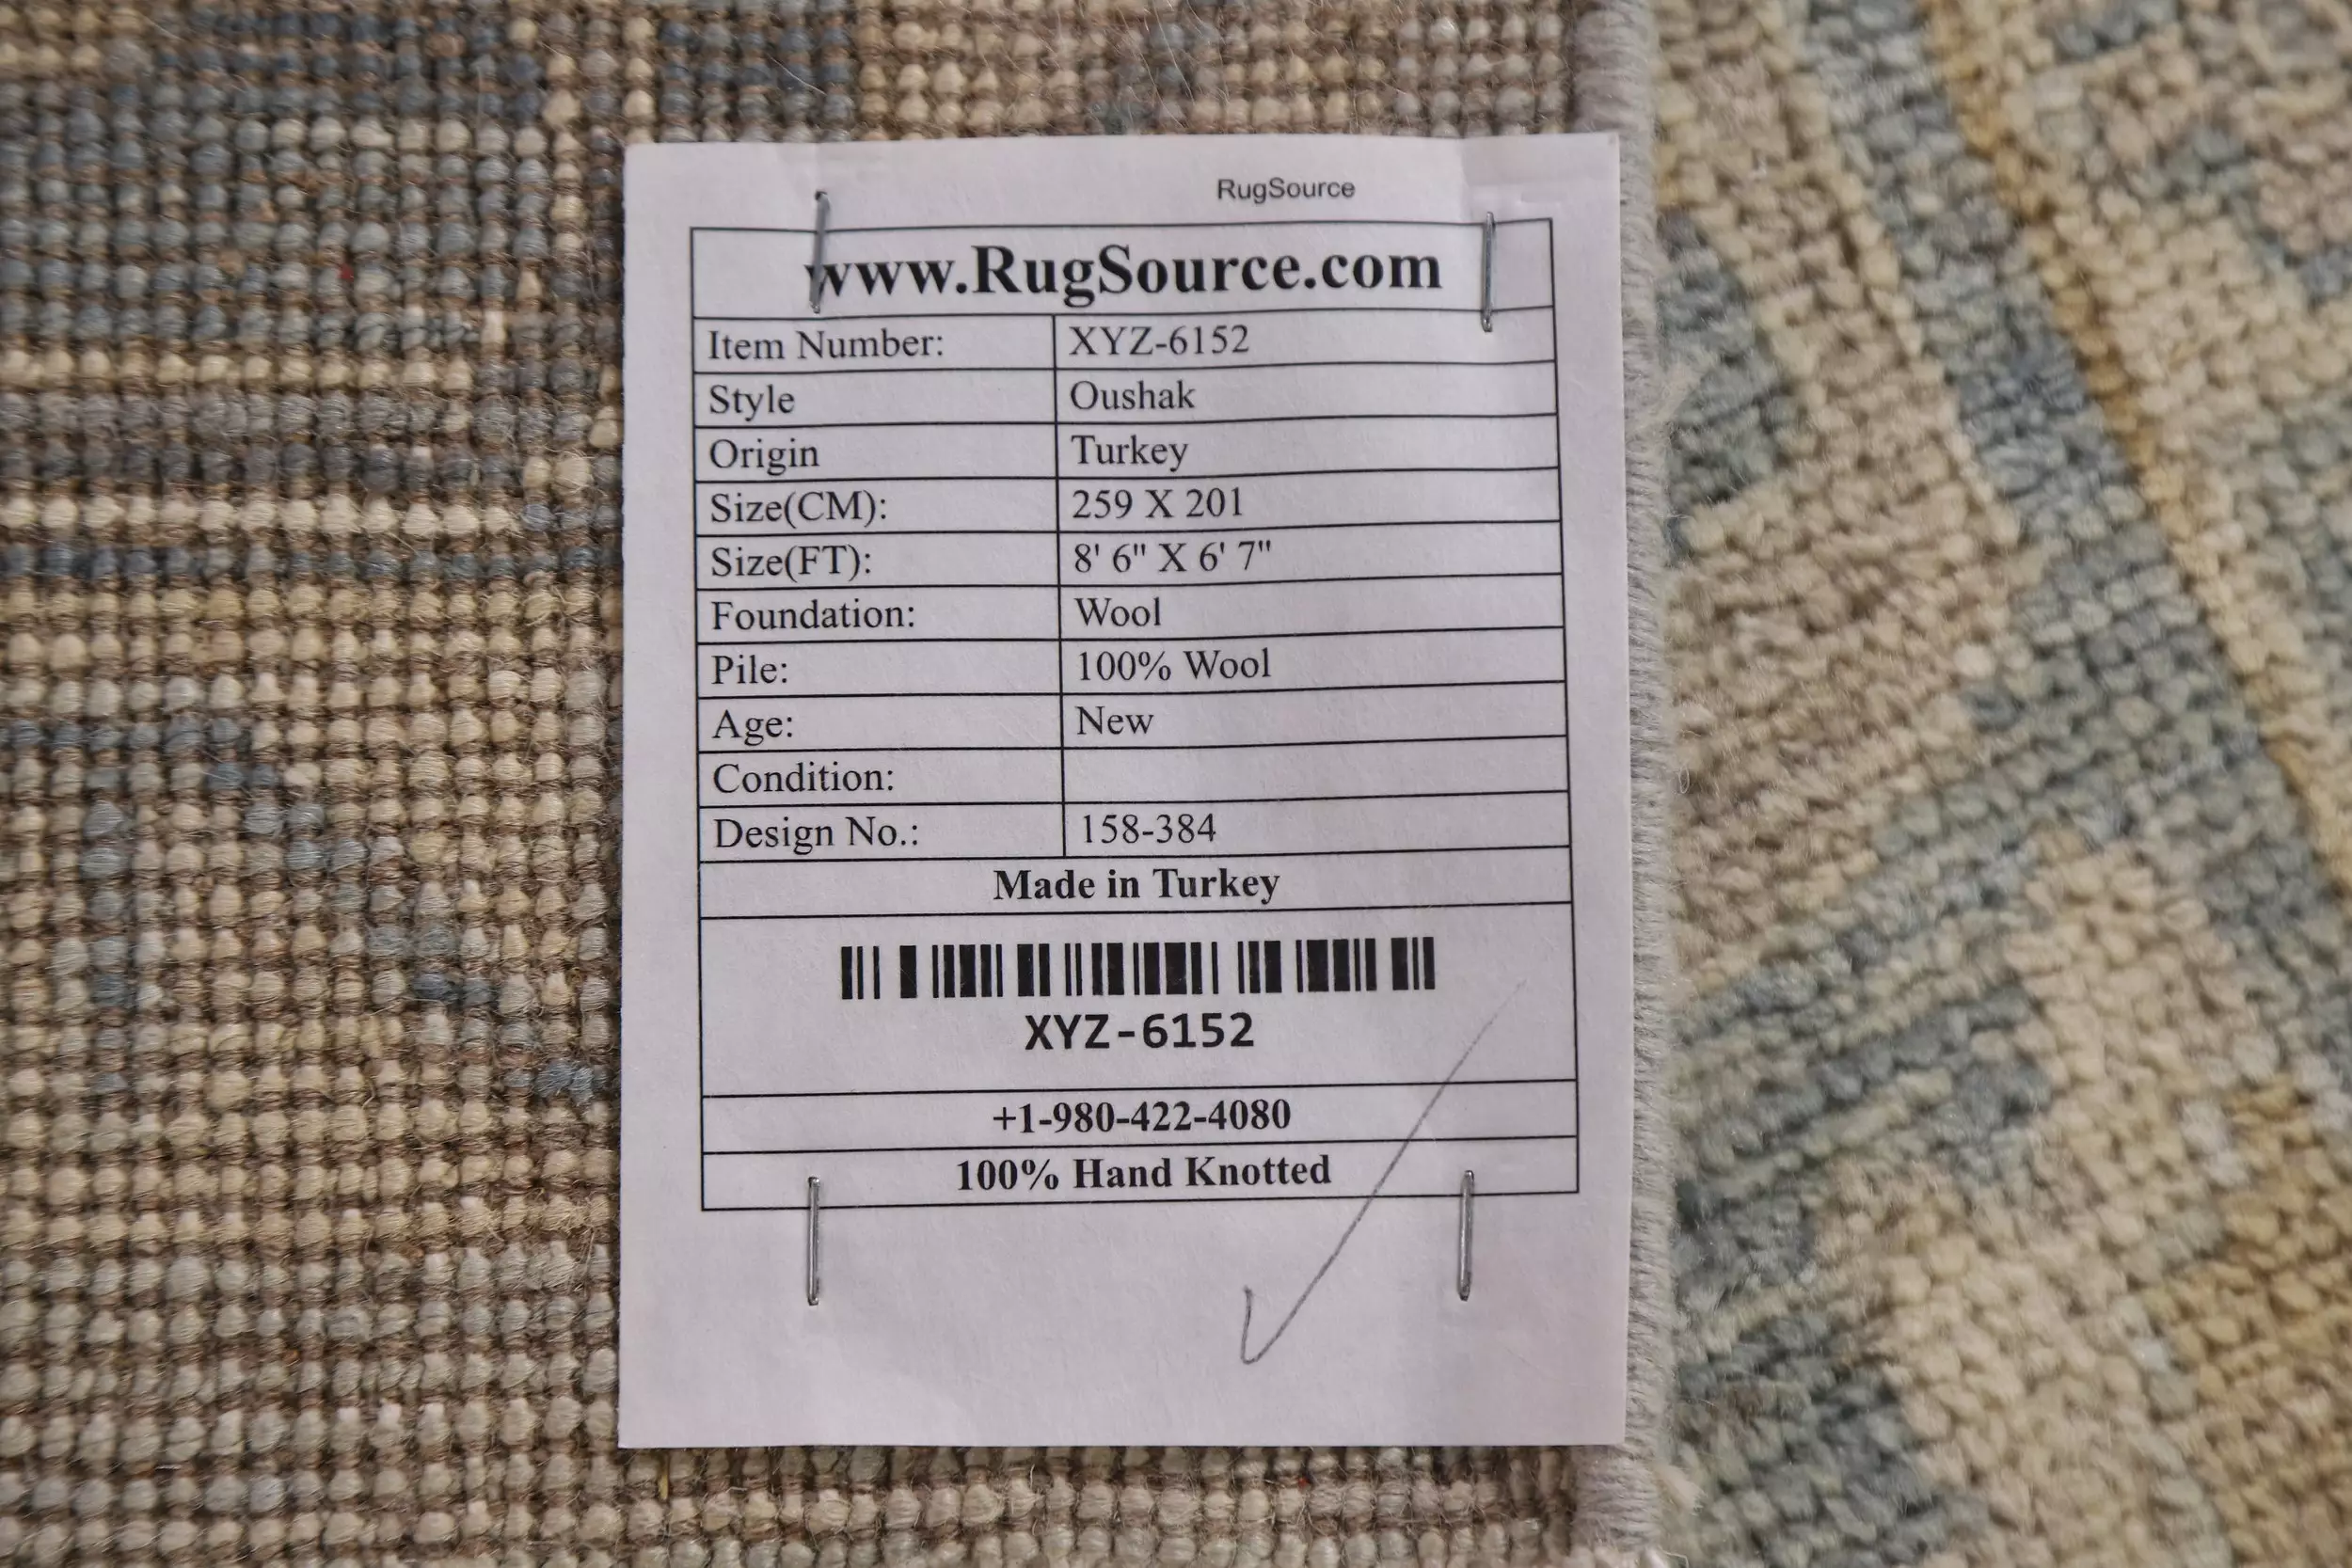 RugSource
www.RugSource.com
Item Number: XYZ-6152
Style Oushak
Origin Turkey
Size(CM): 259 X 201
Size(FT): 8' 6" X 6' 7"
Foundation: Wool
Pile: 100% Wool
Age: New
Condition:
Design No.: 158-384
Made in Turkey
XYZ-6152
+1-980-422-4080
100% Hand Knotted